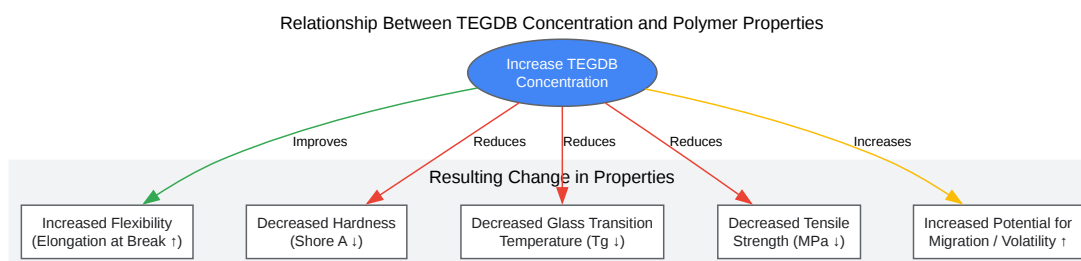 Relationship Between TEGDB Concentration and Polymer Properties
Increase TEGDB
Concentration
Improves
Reduces
Reduces
Reduces
Increases
Resulting Change in Properties
Increased Flexibility
(Elongation at Break ↑)
Decreased Hardness
(Shore A ↓)
Decreased Glass Transition
Temperature (Tg ↓)
Decreased Tensile
Strength (MPa ↓)
Increased Potential for
Migration / Volatility ↑